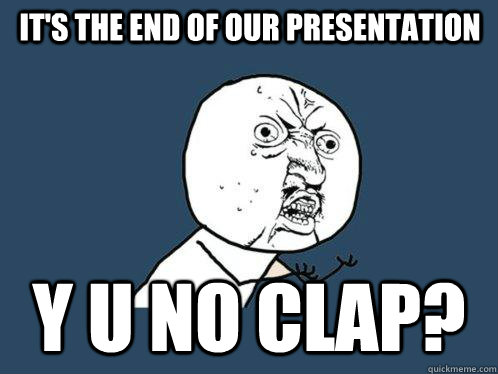 IT'S THE END OF OUR PRESENTATION
Y U NO CLAP?
quickmeme.com